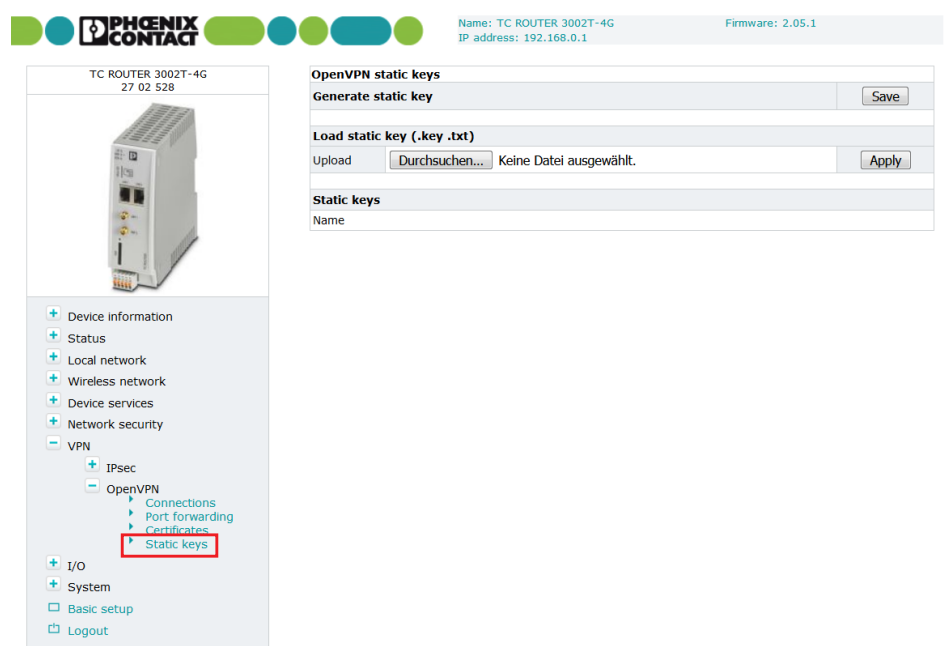 PHŒNIX
CONTACT
Name: TC ROUTER 3002T-4G
Firmware: 2.05.1
IP address: 192.168.0.1
TC ROUTER 3002T-4G
27 02 528
OpenVPN static keys
Generate static key
Save
Load static key (.key .txt)
Upload
Durchsuchen...
Keine Datei ausgewählt.
Apply
Static keys
Name
Device information
Status
Local network
Wireless network
Device services
Network security
VPN
IPsec
OpenVPN
Connections
Port forwarding
Certificates
Static keys
I/O
System
Basic setup
Logout